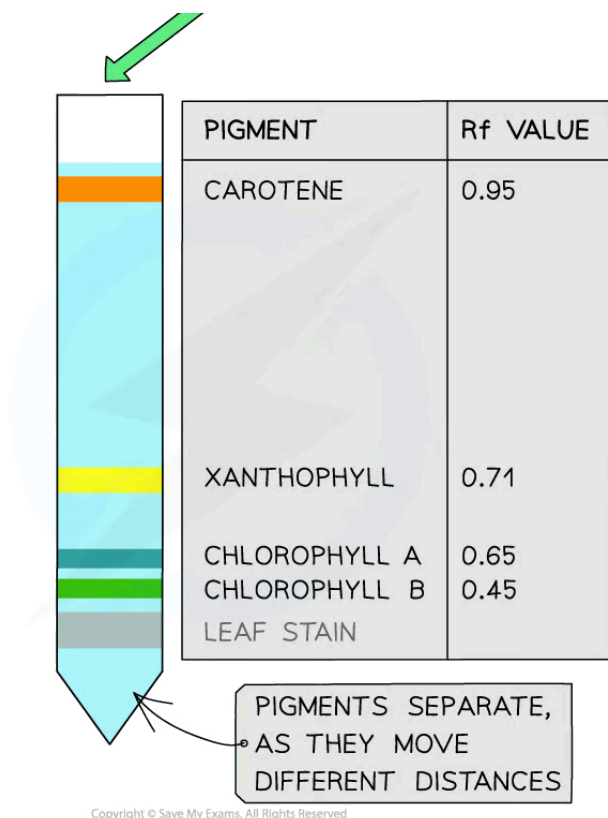 PIGMENT Rf VALUE
CAROTENE 0.95
XANTHOPHYLL 0.71
CHLOROPHYLL A 0.65
CHLOROPHYLL B 0.45
LEAF STAIN
PIGMENTS SEPARATE,
AS THEY MOVE
DIFFERENT DISTANCES
Copyright © Save My Exams. All Rights Reserved